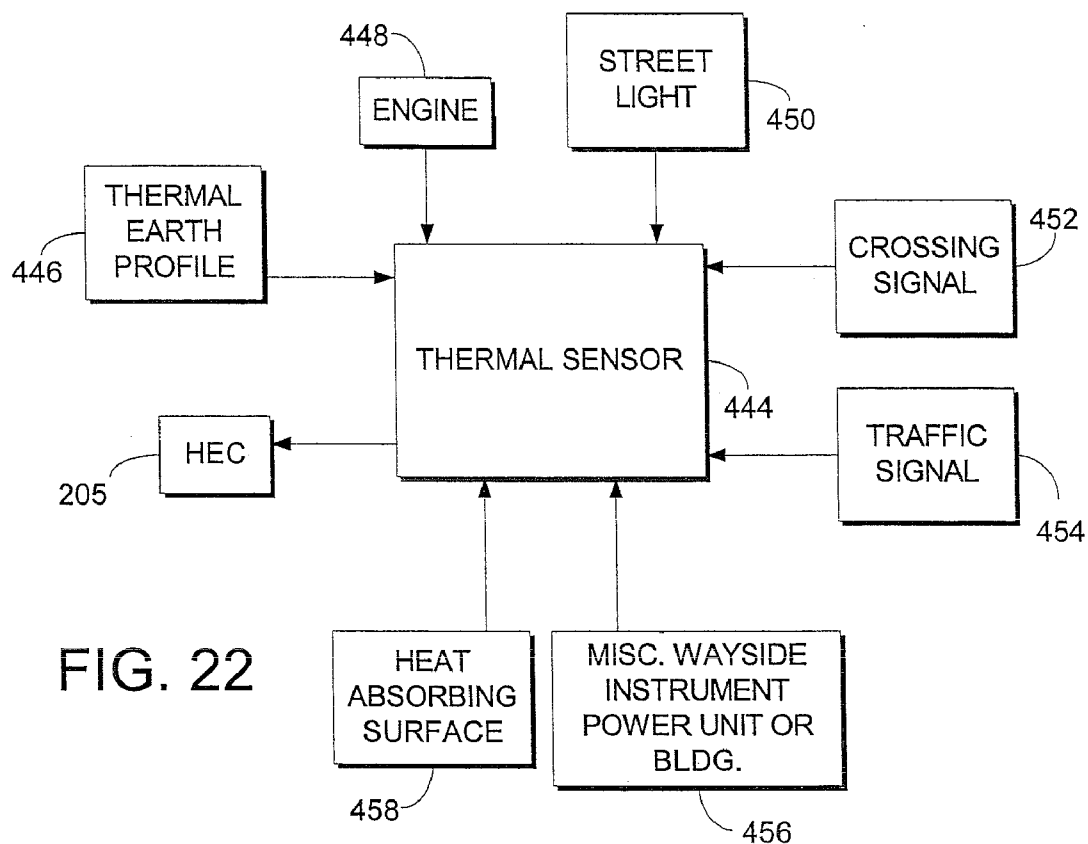 448
ENGINE
STREET
LIGHT
450
THERMAL
EARTH
PROFILE
446
CROSSING
SIGNAL
452
THERMAL SENSOR
444
HEC
205
TRAFFIC
SIGNAL
454
FIG. 22
HEAT
ABSORBING
SURFACE
458
MISC. WAYSIDE
INSTRUMENT
POWER UNIT OR
BLDG.
456